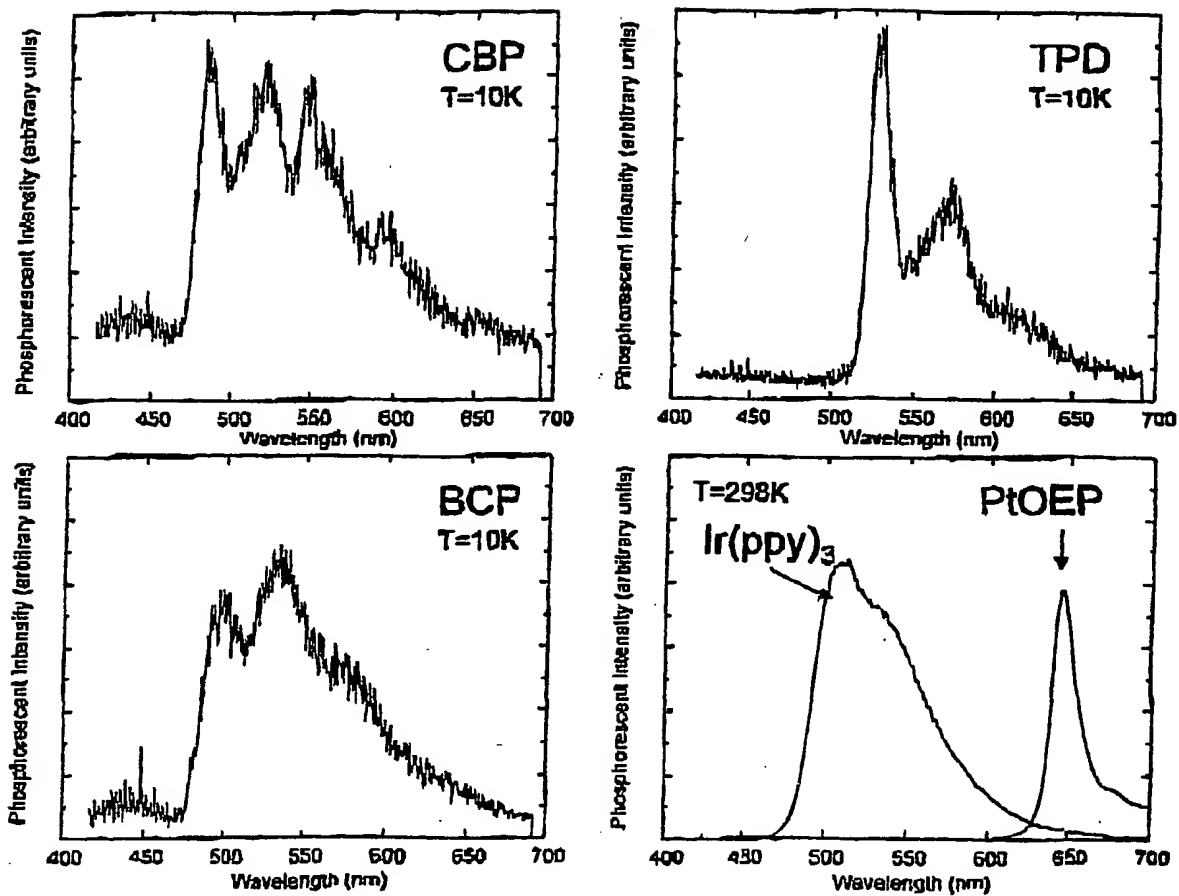 Phosphorescent Intensity (arbitrary units)
CBP
T=10K
400 450 500 550 600 650 700
Wavelength (nm)
Phosphorescent Intensity (arbitrary units)
TPD
T=10K
400 450 500 550 600 650 700
Wavelength (nm)
Phosphorescent Intensity (arbitrary units)
BCP
T=10K
400 450 500 550 600 650 700
Wavelength (nm)
Phosphorescent Intensity (arbitrary units)
T=298K
PtOEP
Ir(ppy)₃
400 450 500 550 600 650 700
Wavelength (nm)